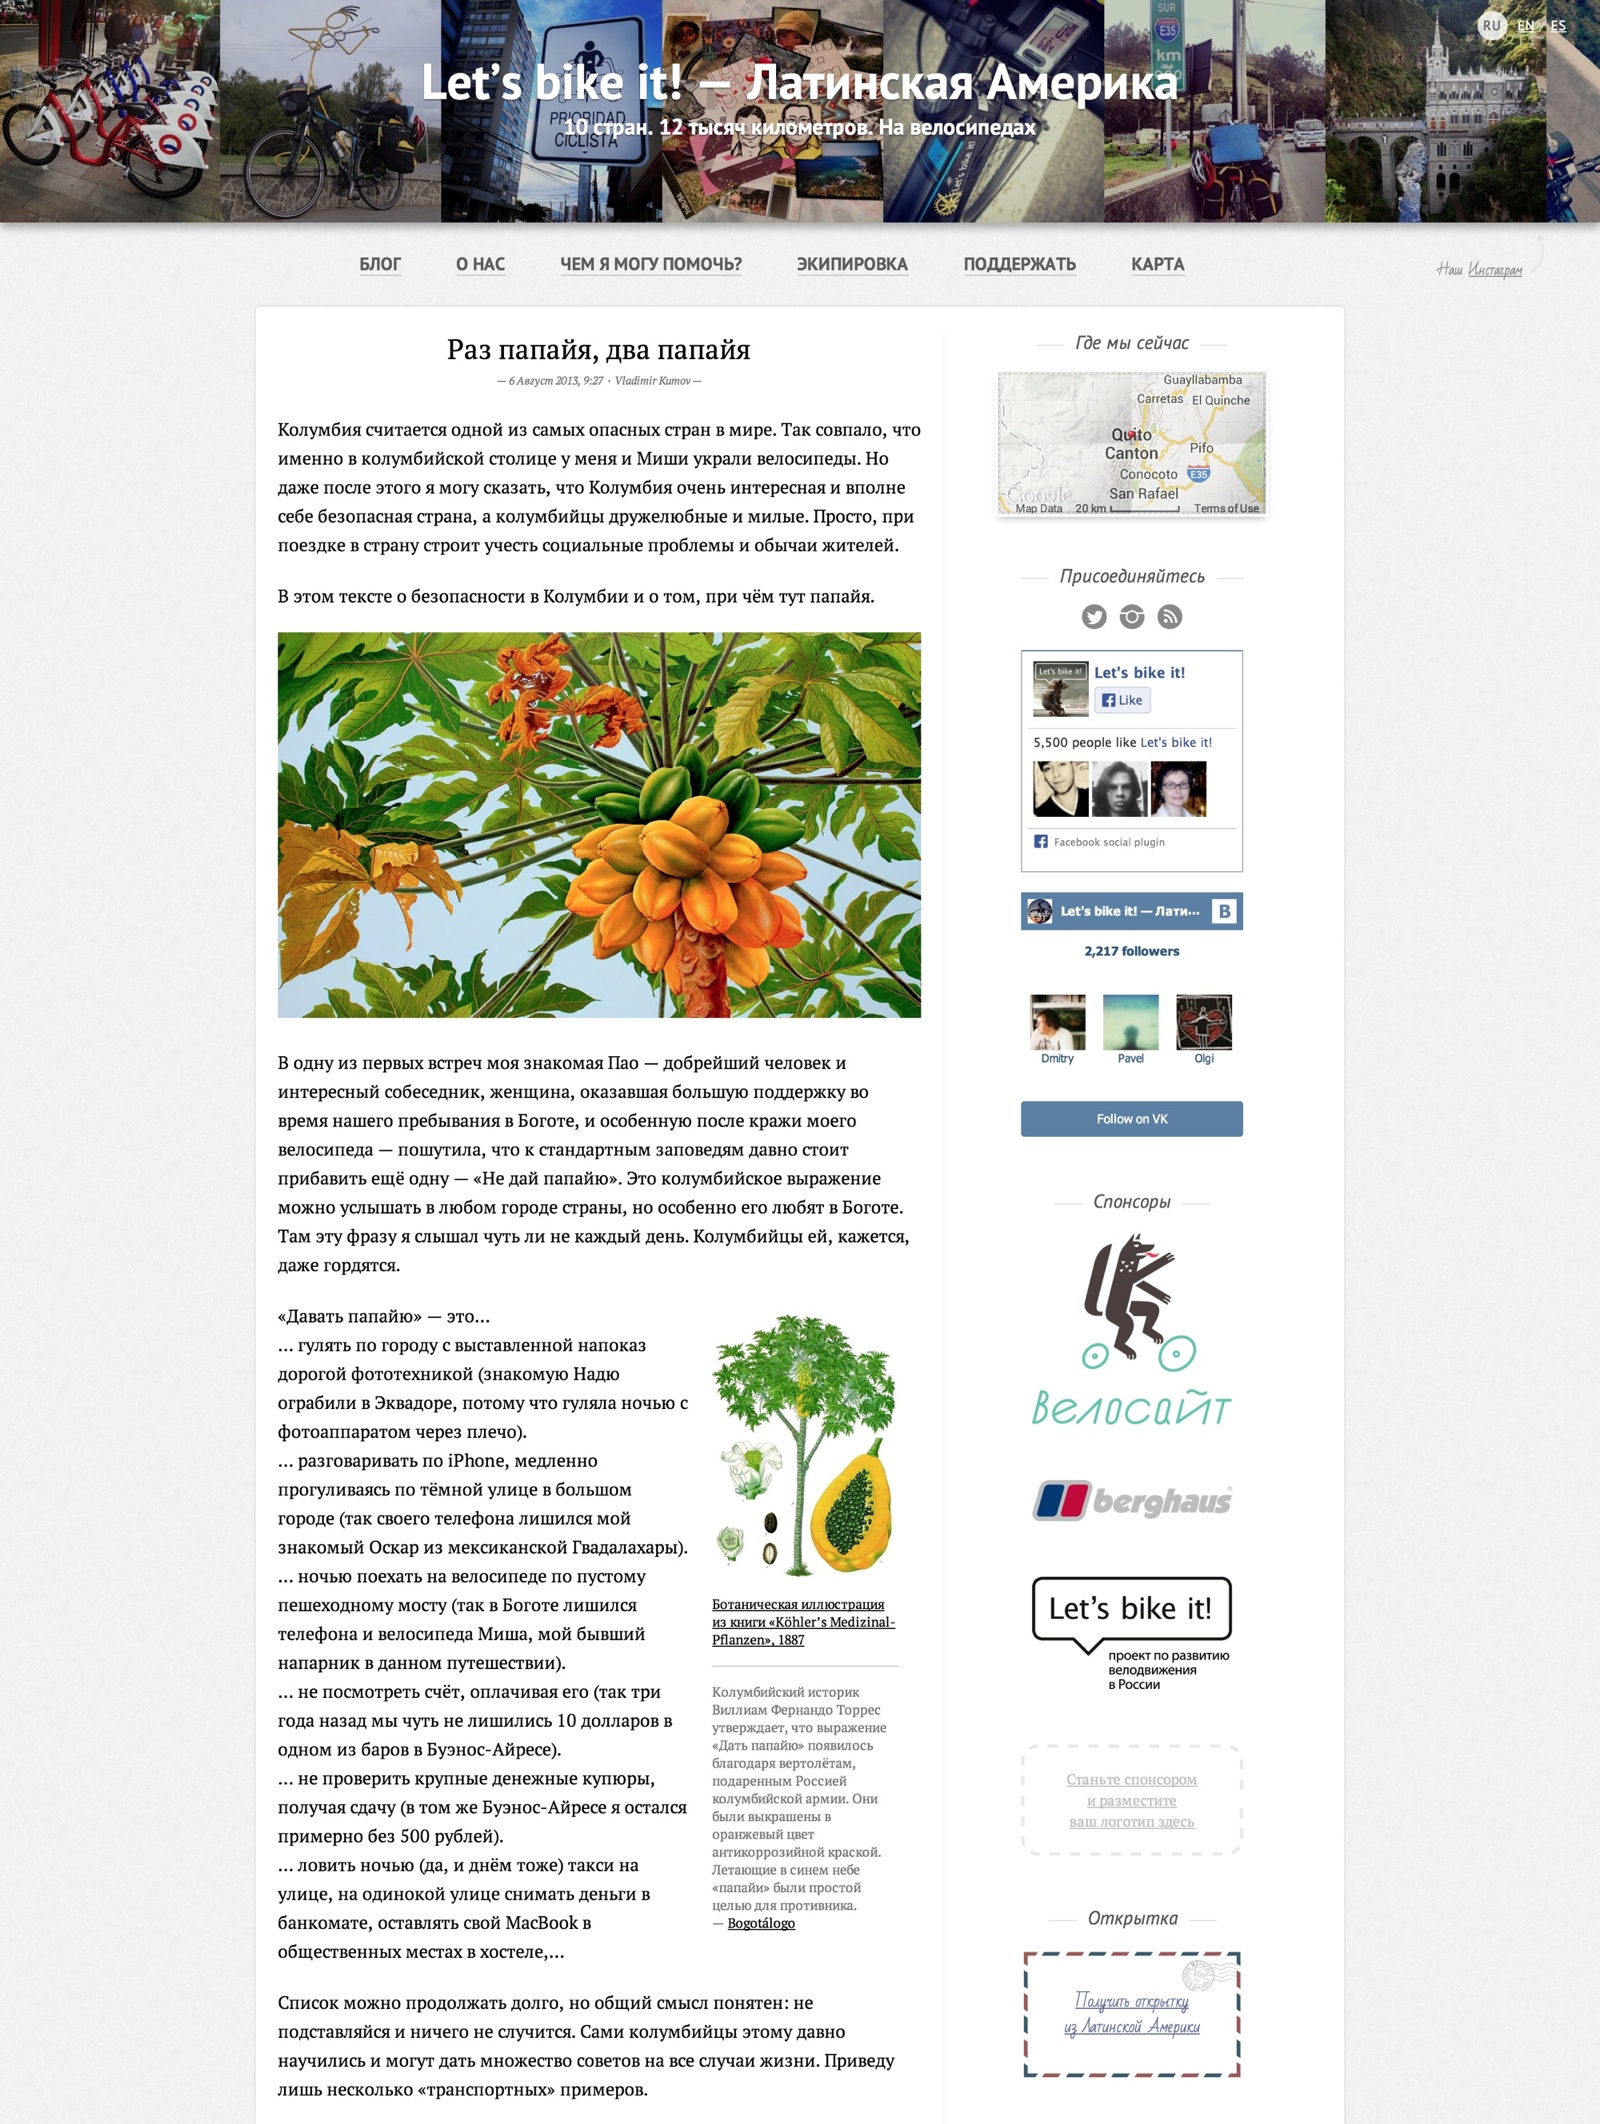 RU EN ES
SUR
E35
km
Let's bike it! — Латинская Америка
PRIORIDAD
CICLISTA
10 стран. 12 тысяч километров. На велосипедах
БЛОГ О НАС ЧЕМ Я МОГУ ПОМОЧЬ? ЭКИПИРОВКА ПОДДЕРЖАТЬ КАРТА
Наш Инстаграм
Раз папайя, два папайя
— 6 Август 2013, 9:27 · Vladimir Kumov —
Колумбия считается одной из самых опасных стран в мире. Так совпало, что
именно в колумбийской столице у меня и Миши украли велосипеды. Но
даже после этого я могу сказать, что Колумбия очень интересная и вполне
себе безопасная страна, а колумбийцы дружелюбные и милые. Просто, при
поездке в страну строит учесть социальные проблемы и обычаи жителей.
В этом тексте о безопасности в Колумбии и о том, при чём тут папайя.
В одну из первых встреч моя знакомая Пао — добрейший человек и
интересный собеседник, женщина, оказавшая большую поддержку во
время нашего пребывания в Боготе, и особенную после кражи моего
велосипеда — пошутила, что к стандартным заповедям давно стоит
прибавить ещё одну — «Не дай папайю». Это колумбийское выражение
можно услышать в любом городе страны, но особенно его любят в Боготе.
Там эту фразу я слышал чуть ли не каждый день. Колумбийцы ей, кажется,
даже гордятся.
«Давать папайю» — это…
… гулять по городу с выставленной напоказ
дорогой фототехникой (знакомую Надю
ограбили в Эквадоре, потому что гуляла ночью с
фотоаппаратом через плечо).
… разговаривать по iPhone, медленно
прогуливаясь по тёмной улице в большом
городе (так своего телефона лишился мой
знакомый Оскар из мексиканской Гвадалахары).
… ночью поехать на велосипеде по пустому
пешеходному мосту (так в Боготе лишился
телефона и велосипеда Миша, мой бывший
напарник в данном путешествии).
… не посмотреть счёт, оплачивая его (так три
года назад мы чуть не лишились 10 долларов в
одном из баров в Буэнос-Айресе).
… не проверить крупные денежные купюры,
получая сдачу (в том же Буэнос-Айресе я остался
примерно без 500 рублей).
… ловить ночью (да, и днём тоже) такси на
улице, на одинокой улице снимать деньги в
банкомате, оставлять свой MacBook в
общественных местах в хостеле,…
Ботаническая иллюстрация
из книги «Köhler's Medizinal-
Pflanzen», 1887
Колумбийский историк
Виллиам Фернандо Торрес
утверждает, что выражение
«Дать папайю» появилось
благодаря вертолётам,
подаренным Россией
колумбийской армии. Они
были выкрашены в
оранжевый цвет
антикоррозийной краской.
Летающие в синем небе
«папайи» были простой
целью для противника.
— Bogotálogo
Список можно продолжать долго, но общий смысл понятен: не
подставляйся и ничего не случится. Сами колумбийцы этому давно
научились и могут дать множество советов на все случаи жизни. Приведу
лишь несколько «транспортных» примеров.
Где мы сейчас
Guayllabamba
Carretas El Quinche
Quito
Canton
Pifo
Conocoto E35
San Rafael
Google
Map Data 20 km Terms of Use
Присоединяйтесь
Let's bike it!
Let's bike it!
Like
5,500 people like Let's bike it!
Facebook social plugin
Let's bike it! — Лати… B
2,217 followers
Dmitry Pavel Olgi
Follow on VK
Спонсоры
Велосайт
berghaus
Let's bike it!
проект по развитию
велодвижения
в России
Станьте спонсором
и разместите
ваш логотип здесь
Открытка
Получить открытку
из Латинской Америки